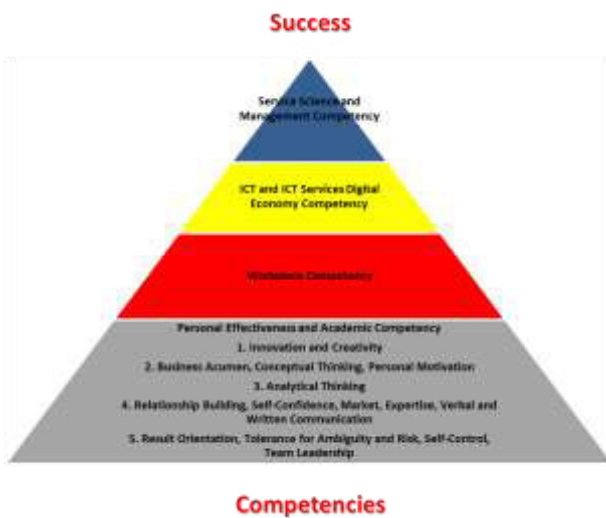 Success
Service Science and
Management Competency
ICT and ICT Services Digital
Economy Competency
Workplace Competency
Personal Effectiveness and Academic Competency
1. Innovation and Creativity
2. Business Acumen, Conceptual Thinking, Personal Motivation
3. Analytical Thinking
4. Relationship Building, Self-Confidence, Market, Expertise, Verbal and
Written Communication
5. Result Orientation, Tolerance for Ambiguity and Risk, Self-Control,
Team Leadership
Competencies